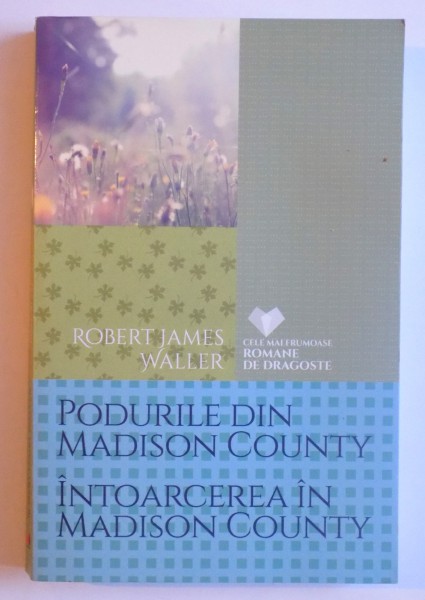 ROBERT JAMES
WALLER
CELE MAI FRUMOASE
ROMANE
DE DRAGOSTE
PODURILE DIN
MADISON COUNTY
ÎNTOARCEREA ÎN
MADISON COUNTY